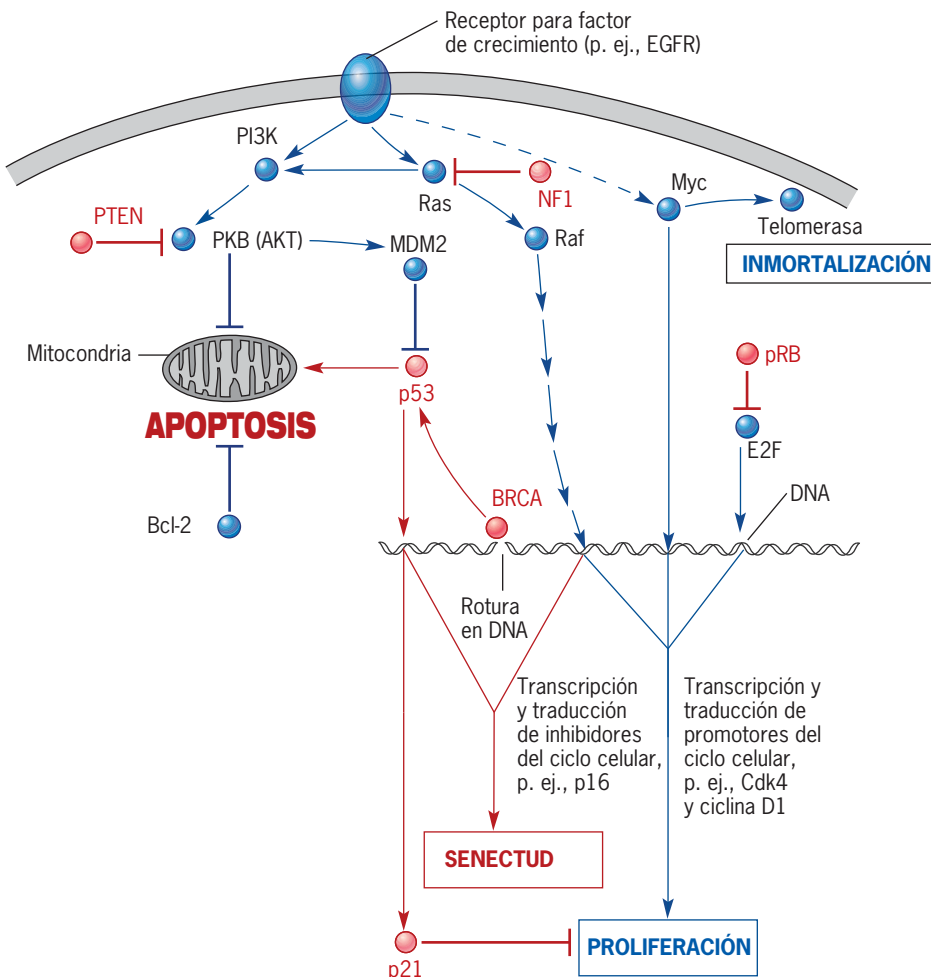 Receptor para factor
de crecimiento (p. ej., EGFR)
PI3K
Ras
NF1
Myc
Telomerasa
INMORTALIZACIÓN
PTEN
PKB (AKT)
MDM2
Raf
Mitocondria
p53
pRB
APOPTOSIS
E2F
Bcl-2
BRCA
DNA
Rotura
en DNA
Transcripción
y traducción
de inhibidores
del ciclo celular,
p. ej., p16
Transcripción y
traducción de
promotores del
ciclo celular,
p. ej., Cdk4
y ciclina D1
SENECTUD
p21
PROLIFERACIÓN